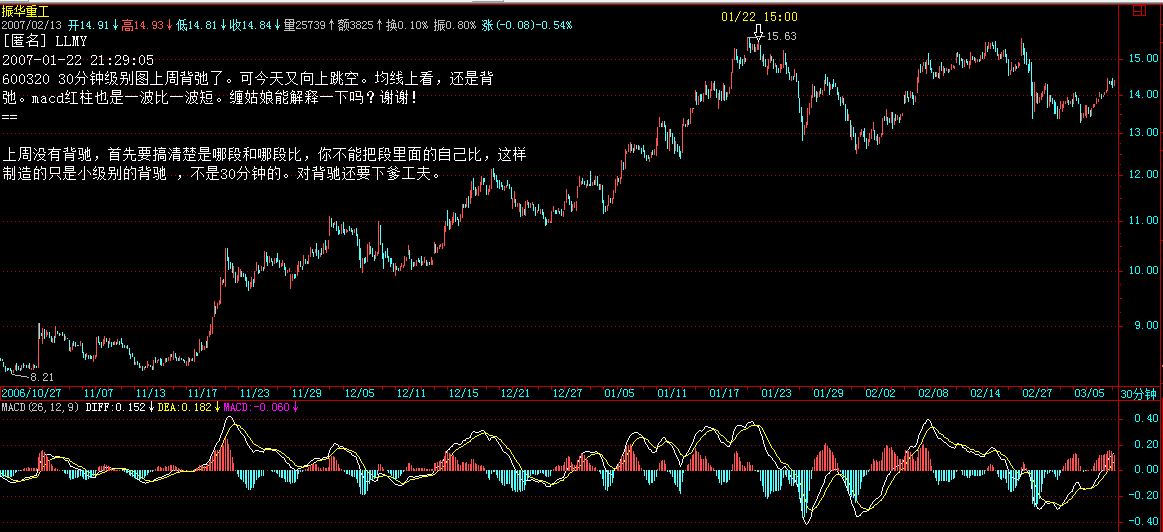 振华重工
2007/02/13 开14.91↓高14.93↓低14.81↓收14.84↓量25739↑额3825↑换0.10% 振0.80% 涨(-0.08)-0.54%
[匿名] LLMY
2007-01-22 21:29:05
600320 30分钟级别图上周背弛了。可今天又向上跳空。均线上看，还是背
弛。macd红柱也是一波比一波短。缠姑娘能解释一下吗？谢谢！
==
上周没有背驰，首先要搞清楚是哪段和哪段比，你不能把段里面的自己比，这样
制造的只是小级别的背驰 ，不是30分钟的。对背驰还要下爹工夫。
01/22 15:00
15.63
8.21
15.00
14.00
13.00
12.00
11.00
10.00
9.00
2006/10/27 11/07 11/13 11/17 11/23 11/29 12/05 12/11 12/15 12/21 12/27 01/05 01/11 01/17 01/23 01/29 02/02 02/08 02/14 02/27 03/05 30分钟
MACD(26,12,9) DIFF:0.152↓DEA:0.182↓MACD:-0.060↓
0.40
0.20
0.00
-0.20
-0.40